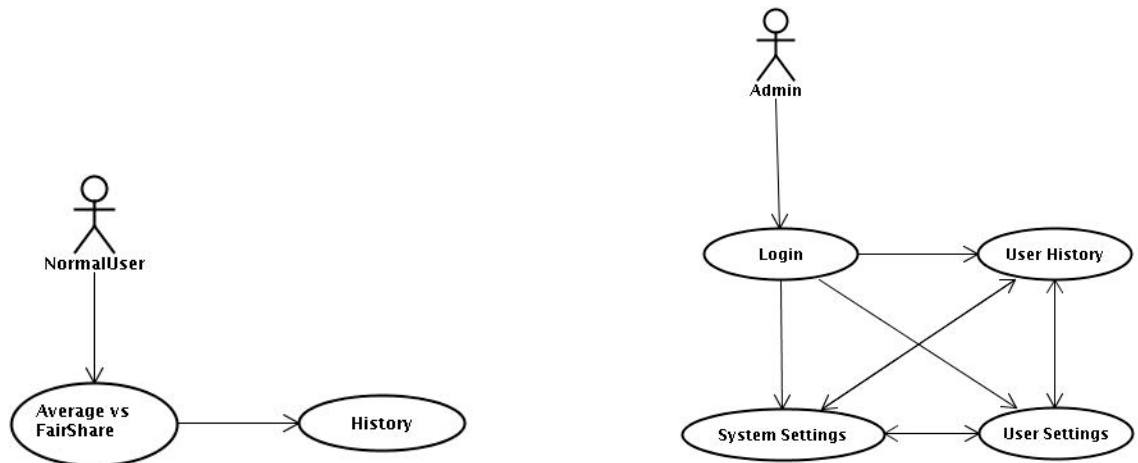 Admin
NormalUser
Login
User History
Average vs
FairShare
History
System Settings
User Settings